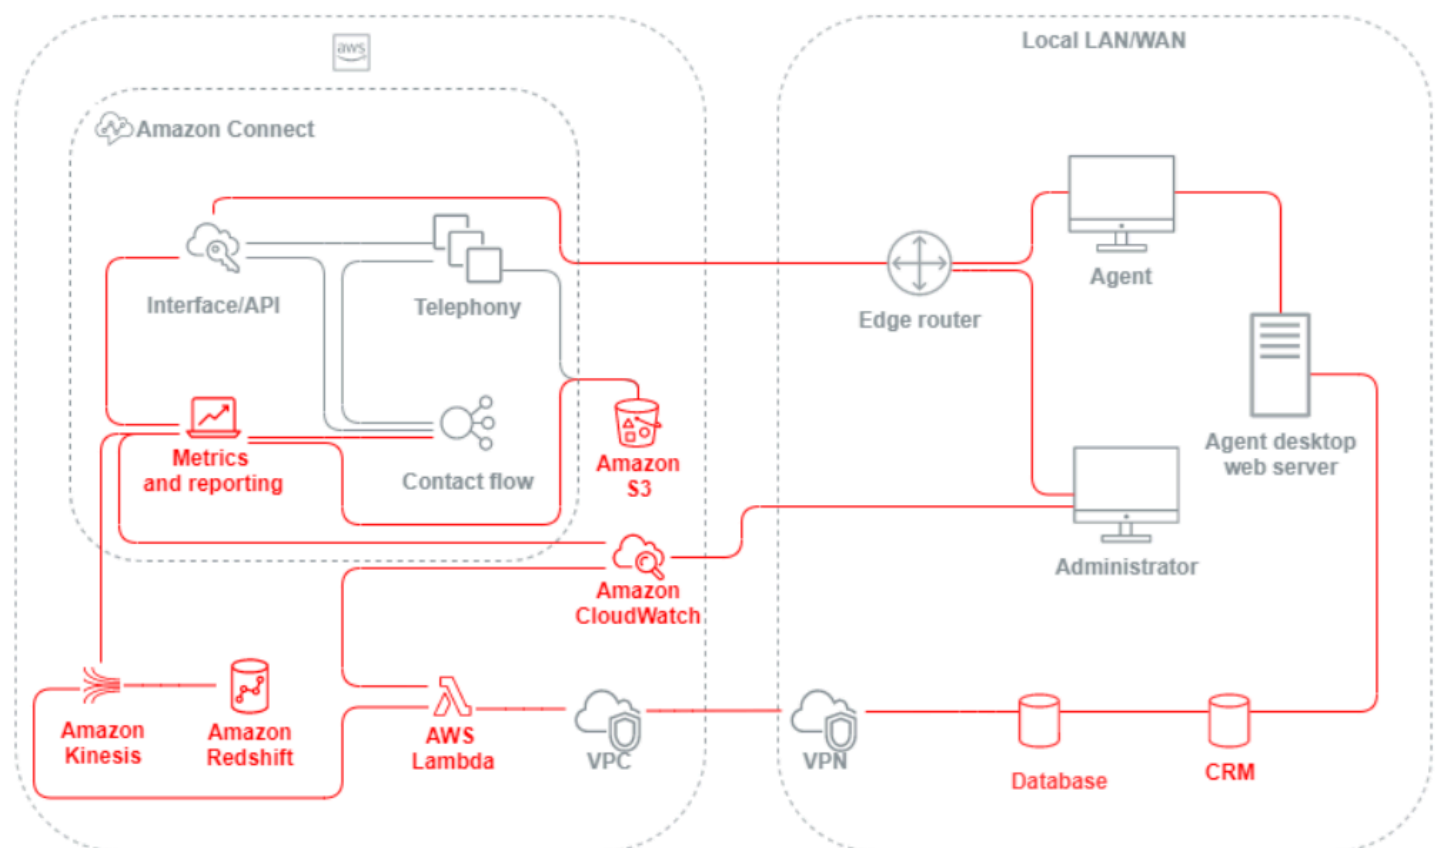 aws
Local LAN/WAN
Amazon Connect
Interface/API
Telephony
Edge router
Agent
Metrics
and reporting
Contact flow
Amazon
S3
Agent desktop
web server
Amazon
CloudWatch
Administrator
Amazon
Kinesis
Amazon
Redshift
AWS
Lambda
VPC
VPN
Database
CRM